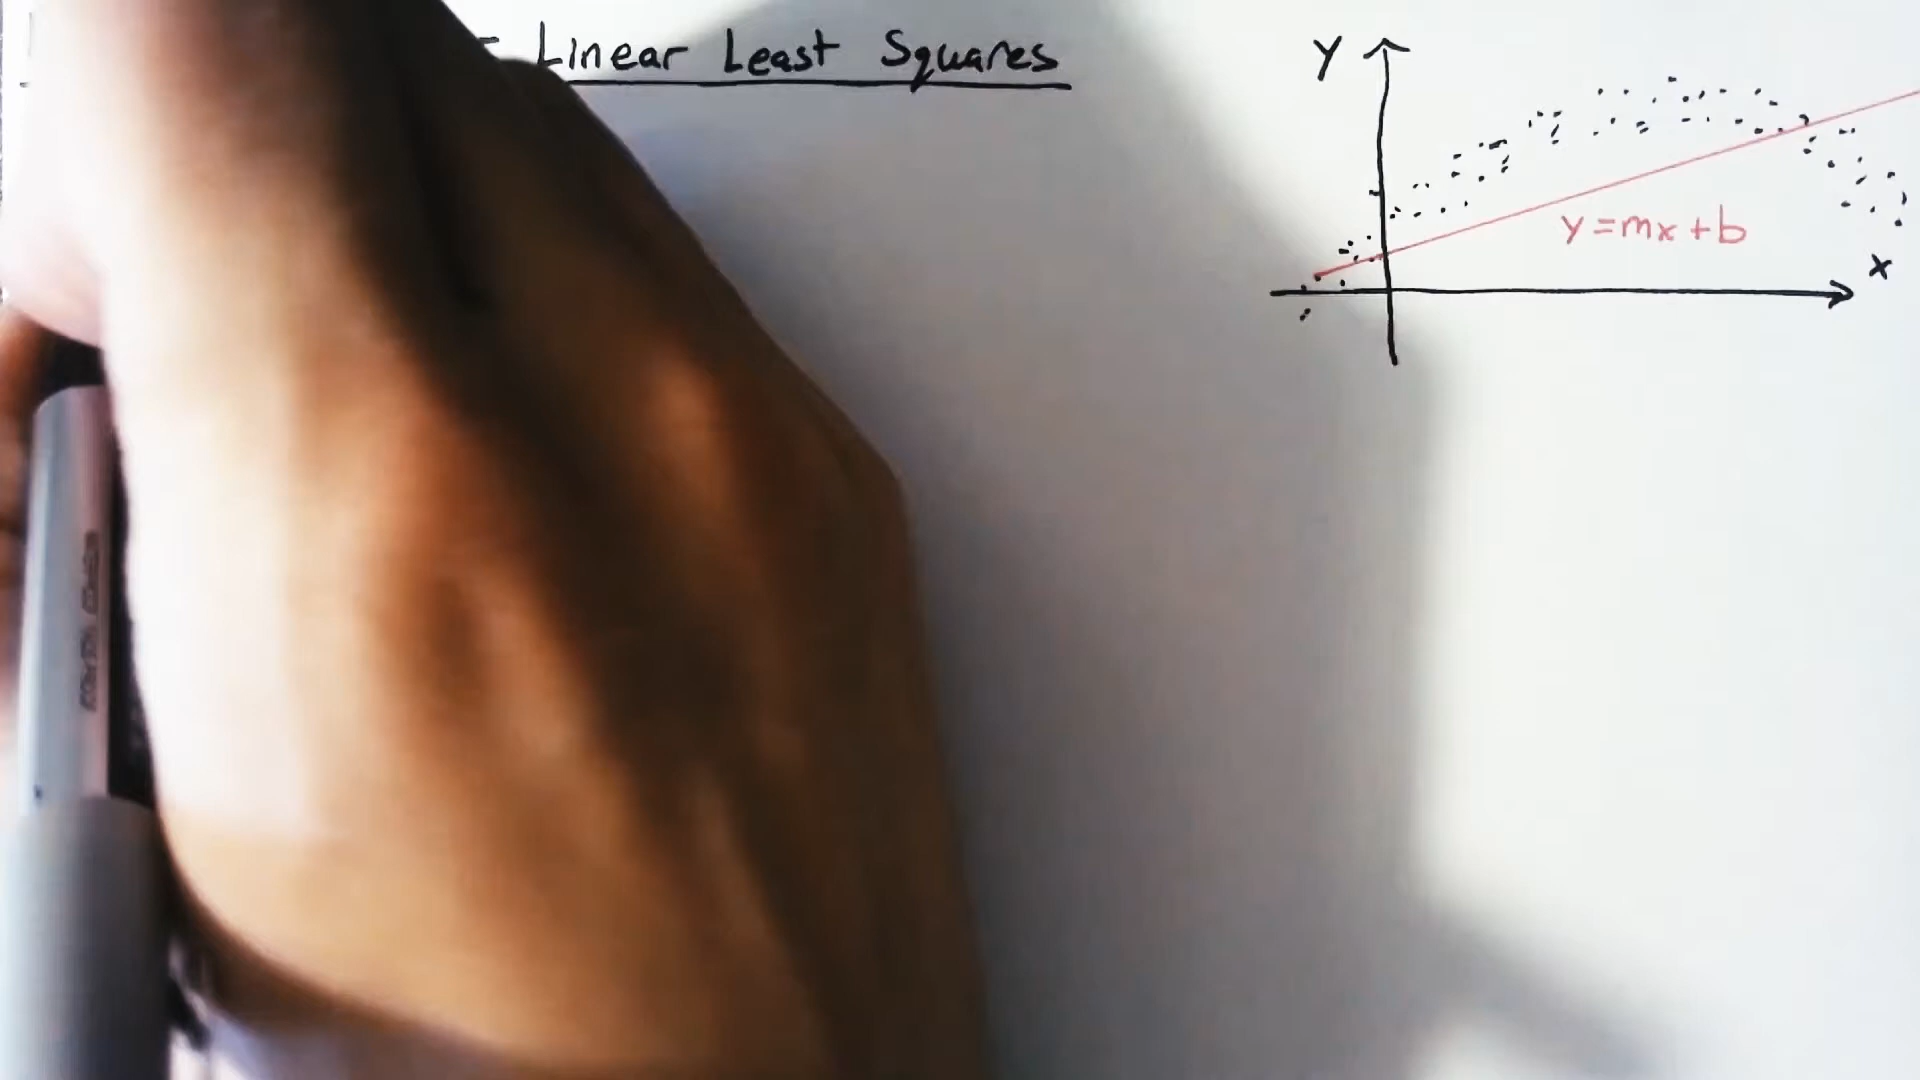 - Linear Least Squares
y
y=mx+b
x